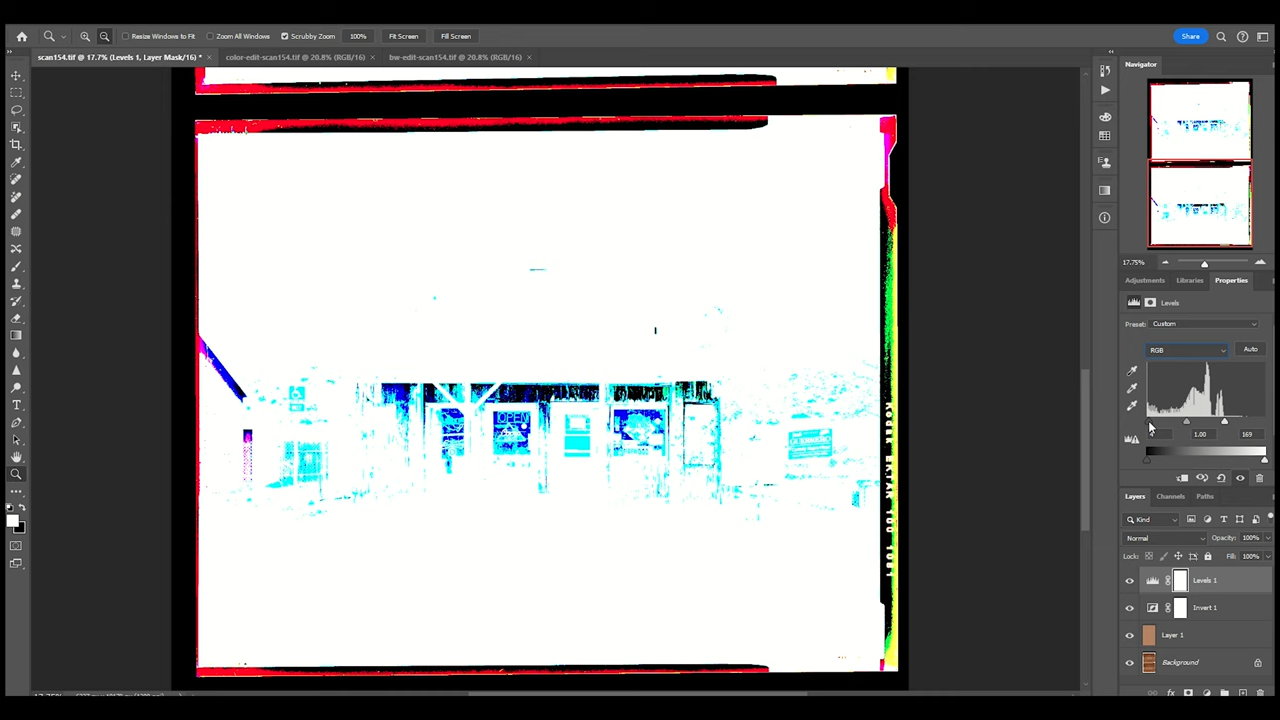 Resize Windows to Fit
Zoom All Windows
Scrubby Zoom
100%
Fit Screen
Fill Screen
Share
scan154.tif @ 17.7% (Levels 1, Layer Mask/16) *
color-edit-scan154.tif @ 20.8% (RGB/16)
bw-edit-scan154.tif @ 20.8% (RGB/16)
Navigator
17.75%
Adjustments
Libraries
Properties
Levels
Preset:
Custom
RGB
Auto
1.00
169
Layers
Channels
Paths
Kind
Normal
Opacity:
100%
Lock:
Fill:
100%
Levels 1
Invert 1
Layer 1
Background
OPEN